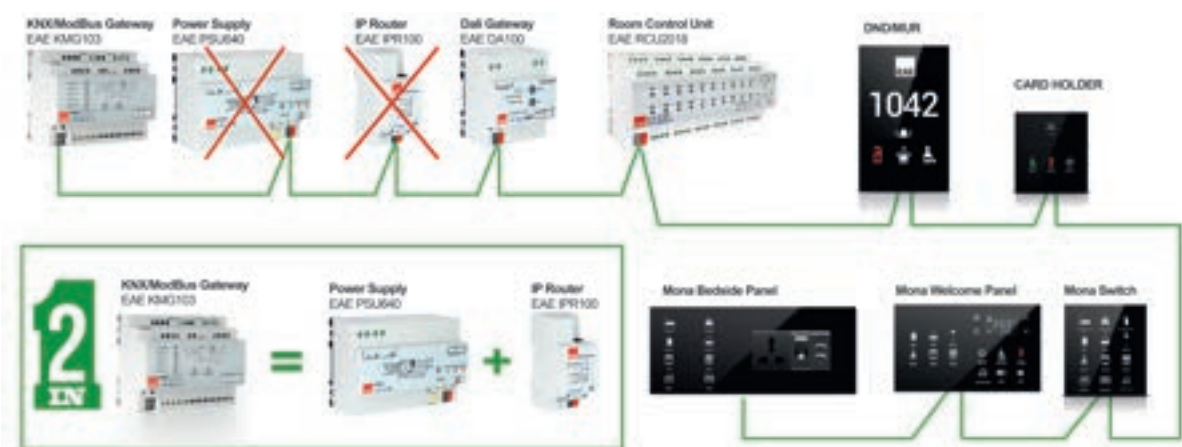 KNX/ModBus Gateway
EAE KMG103
Power Supply
EAE PSU640
IP Router
EAE IPR100
Dali Gateway
EAE DA100
Room Control Unit
EAE RCU2018
DND/MUR
EAE
1042
CARD HOLDER
2
IN
1
KNX/ModBus Gateway
EAE KMG103
=
Power Supply
EAE PSU640
+
IP Router
EAE IPR100
Mona Bedside Panel
Mona Welcome Panel
Mona Switch